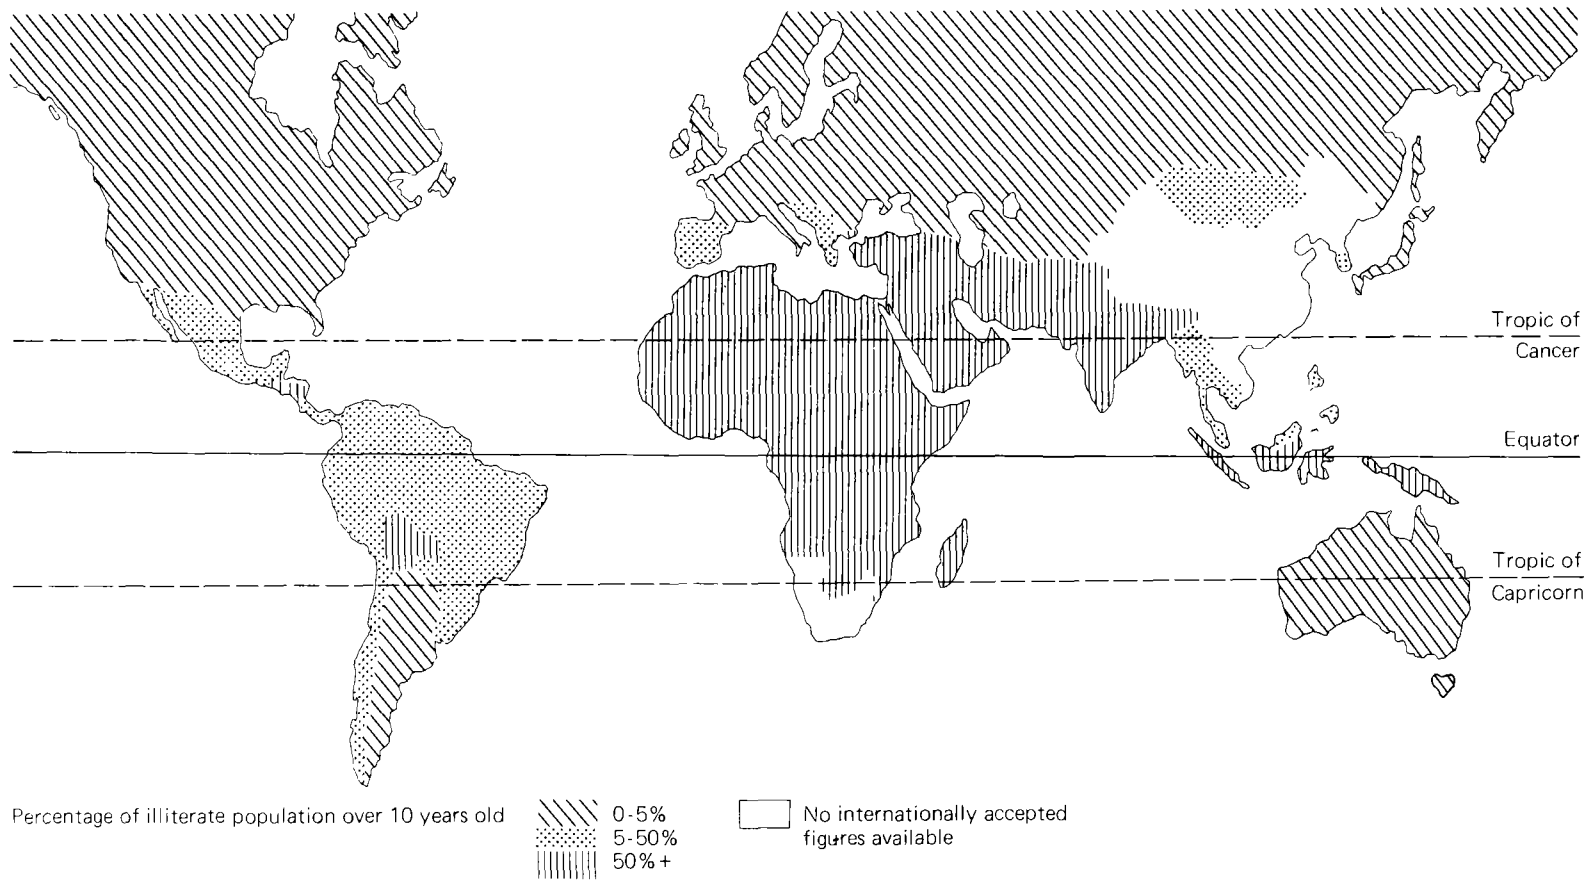 Tropic of
Cancer
Equator
Tropic of
Capricorn
Percentage of illiterate population over 10 years old
0-5%
5-50%
50%+
No internationally accepted
figures available